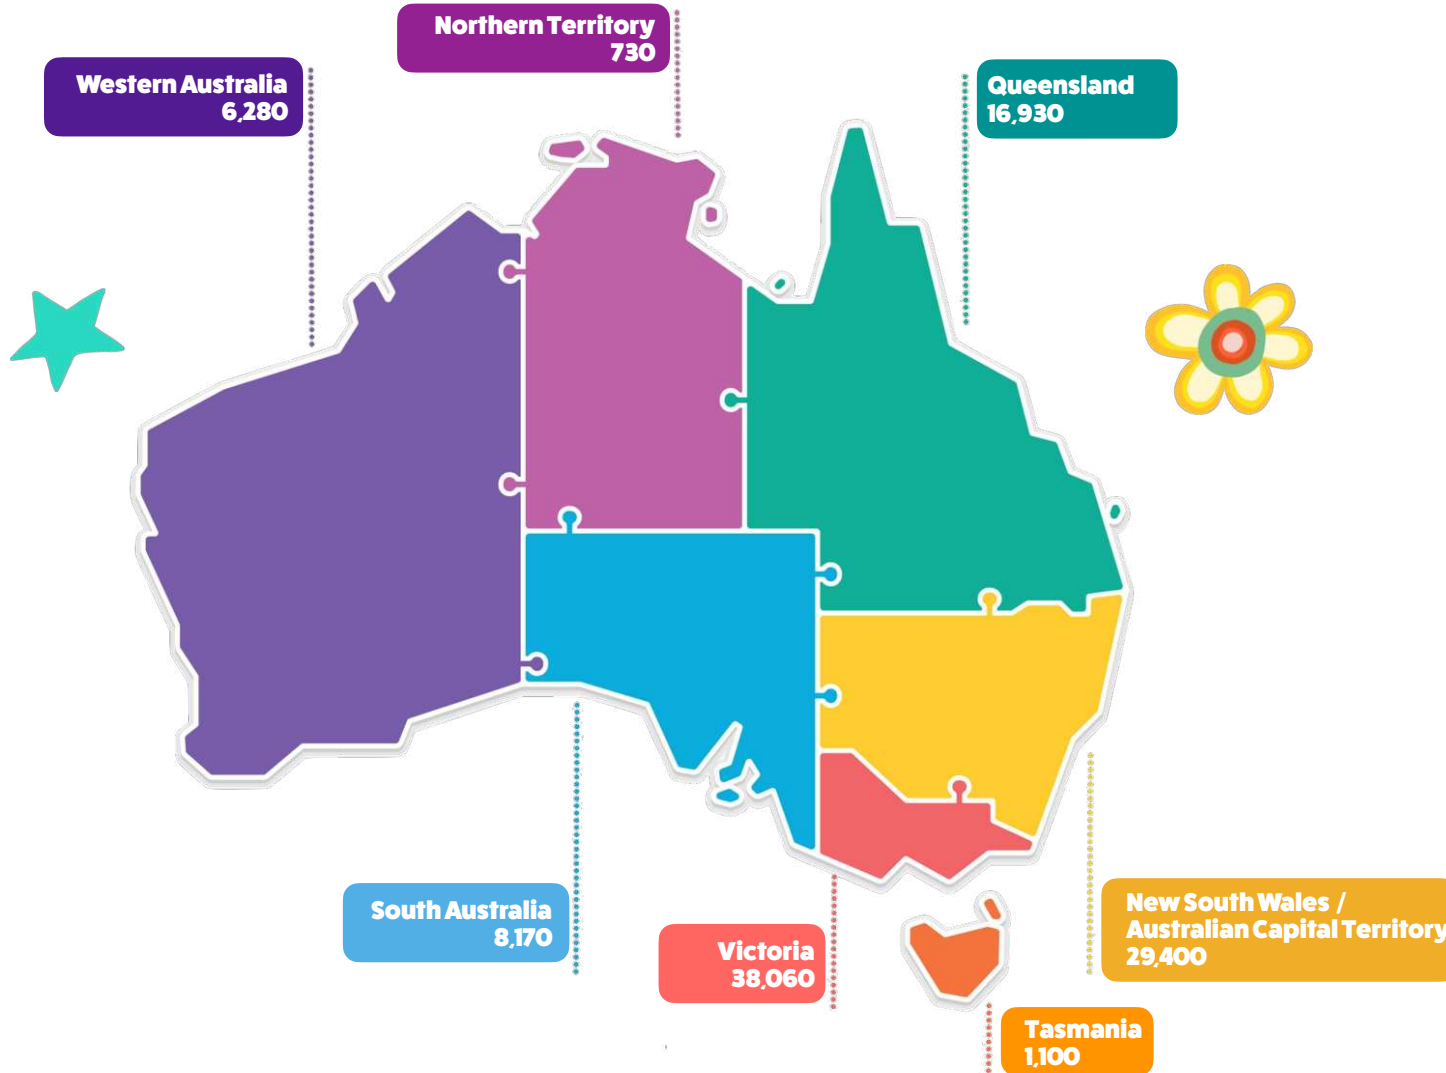 Northern Territory
730
Western Australia
6,280
Queensland
16,930
South Australia
8,170
Victoria
38,060
New South Wales /
Australian Capital Territory
29,400
Tasmania
1,100